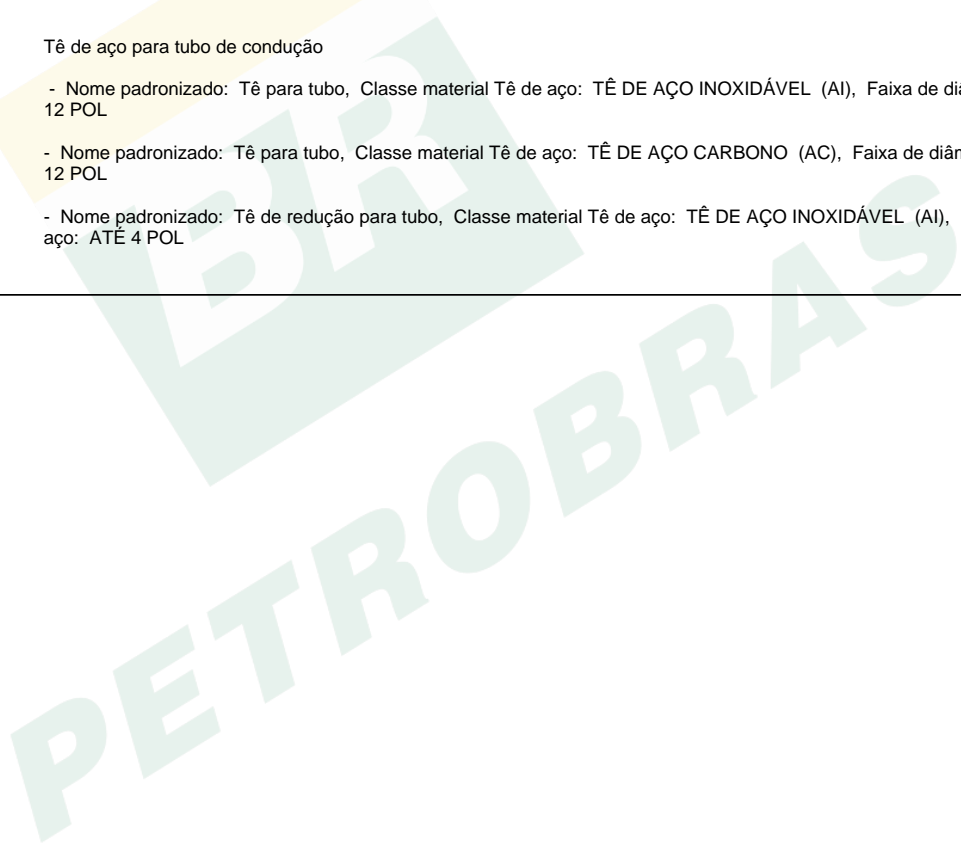 Tê de aço para tubo de condução
- Nome padronizado: Tê para tubo, Classe material Tê de aço: TÊ DE AÇO INOXIDÁVEL (AI), Faixa de
12 POL
- Nome padronizado: Tê para tubo, Classe material Tê de aço: TÊ DE AÇO CARBONO (AC), Faixa de
12 POL
- Nome padronizado: Tê de redução para tubo, Classe material Tê de aço: TÊ DE AÇO INOXIDÁVEL (AI),
aço: ATÉ 4 POL
BR
PETROBRAS